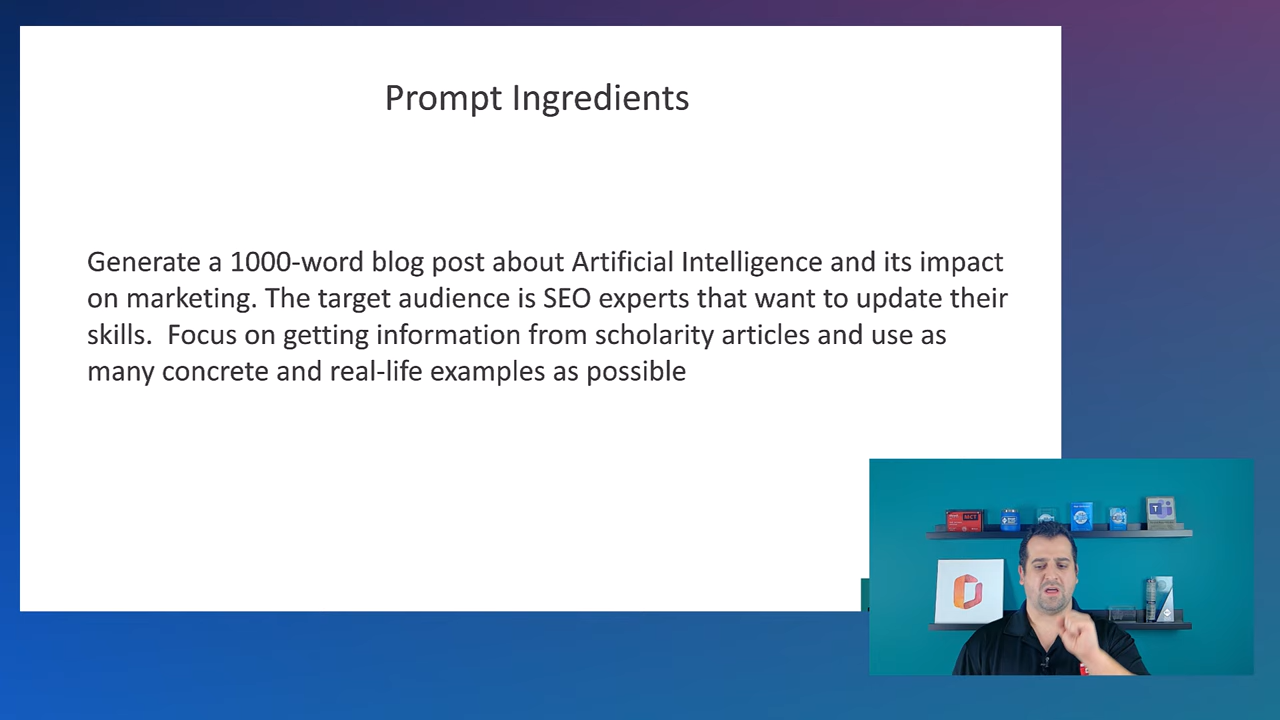 Prompt Ingredients
Generate a 1000-word blog post about Artificial Intelligence and its impact
on marketing. The target audience is SEO experts that want to update their
skills.  Focus on getting information from scholarity articles and use as
many concrete and real-life examples as possible
MCT
T